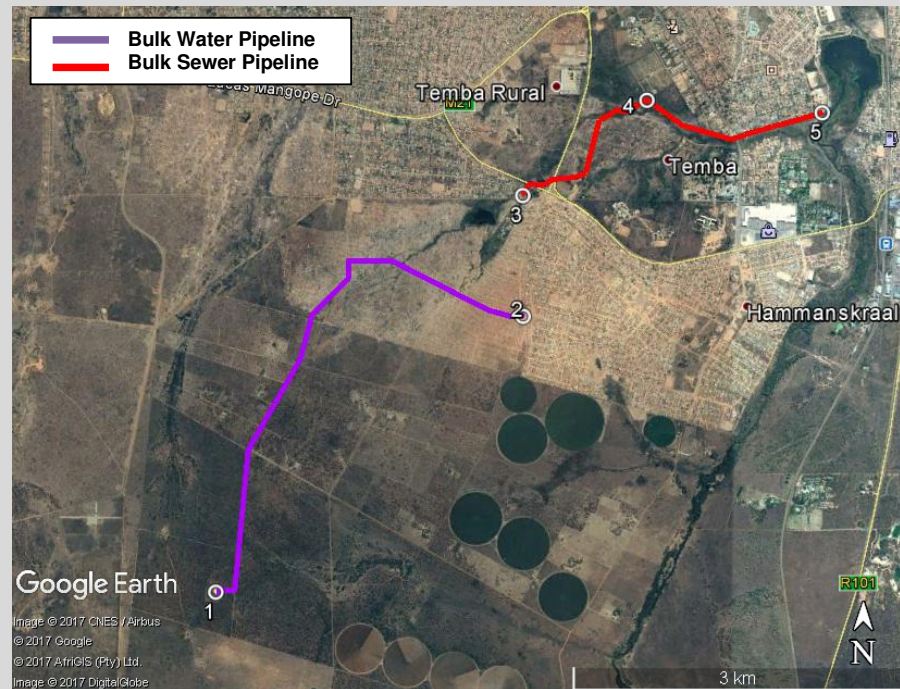 Bulk Water Pipeline
Bulk Sewer Pipeline
Lucas Mangope Dr
Temba Rural
M21
4
5
Temba
3
2
Hammanskraal
1
Google Earth
R101
N
Image © 2017 CNES / Airbus
© 2017 Google
© 2017 AfriGIS (Pty) Ltd.
Image © 2017 DigitalGlobe
3 km